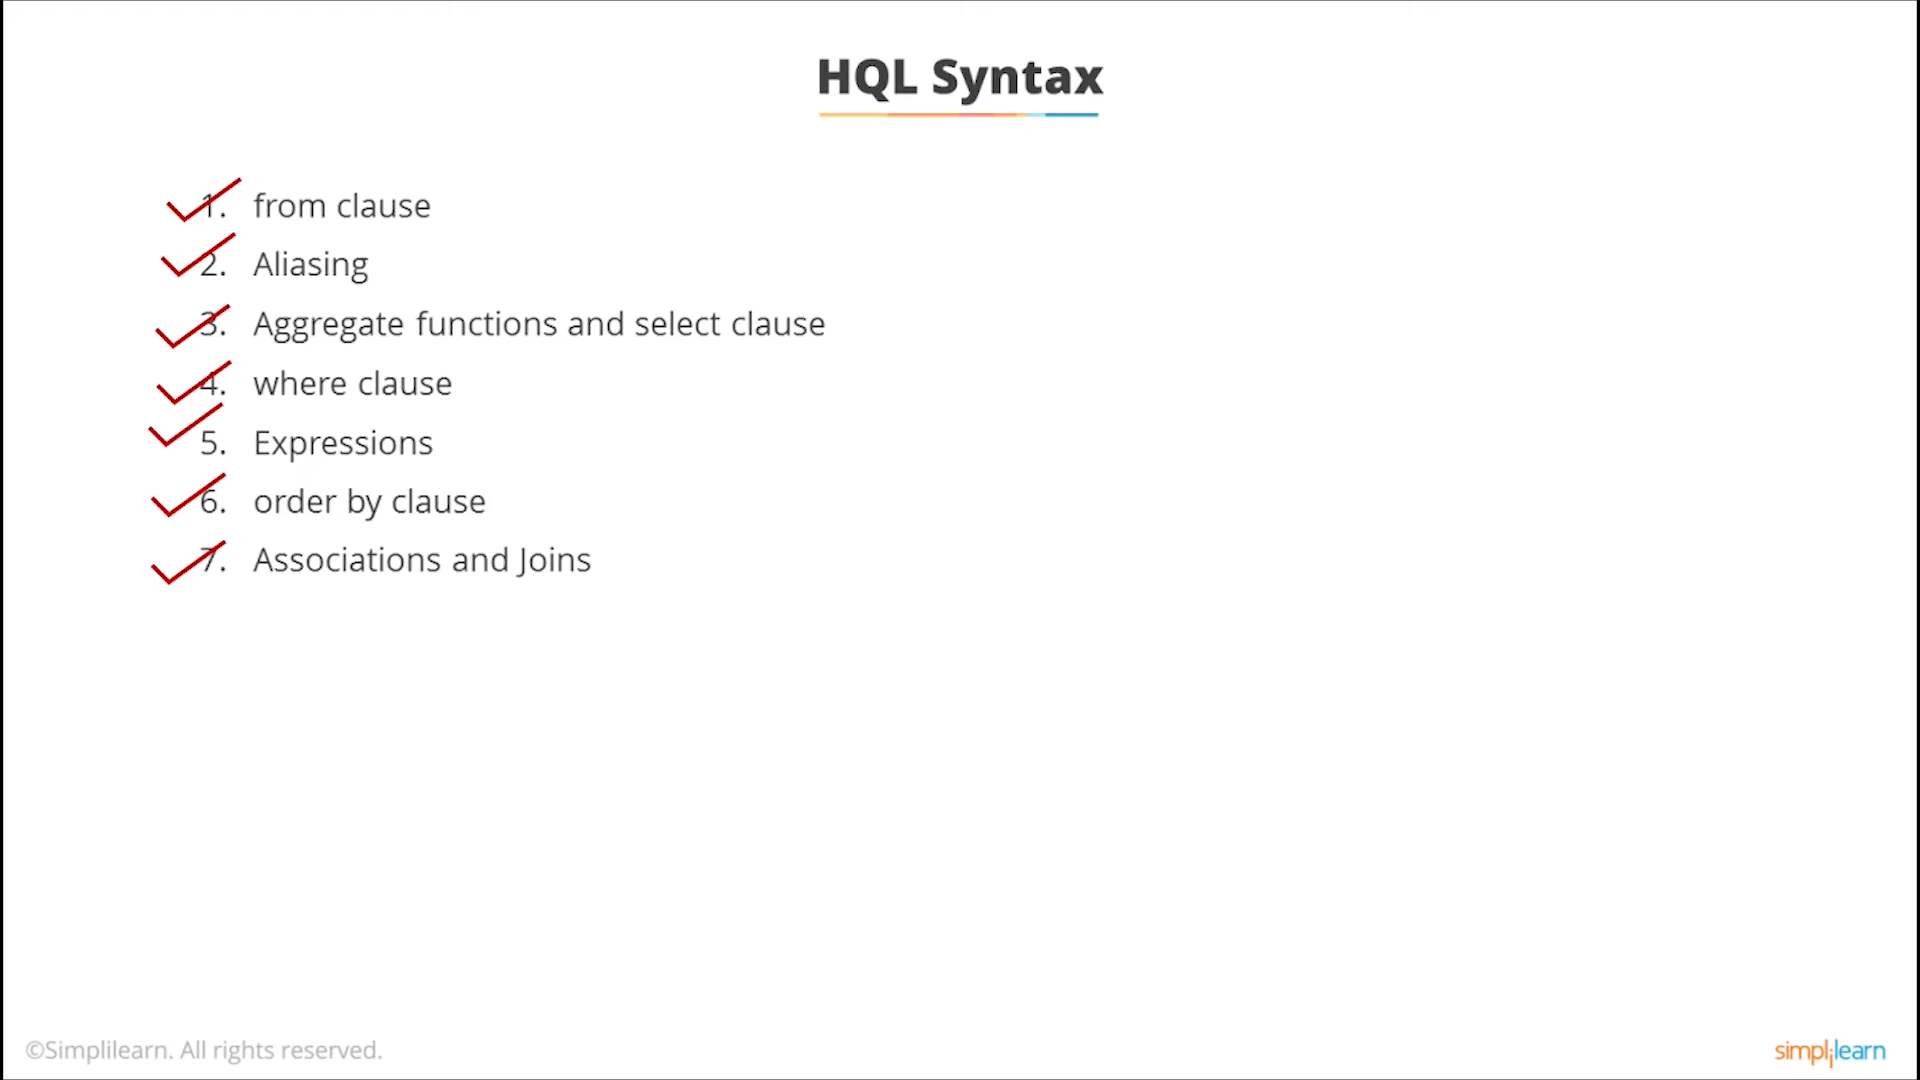 HQL Syntax
1. from clause
2. Aliasing
3. Aggregate functions and select clause
4. where clause
5. Expressions
6. order by clause
7. Associations and Joins
©Simplilearn. All rights reserved.
simplilearn